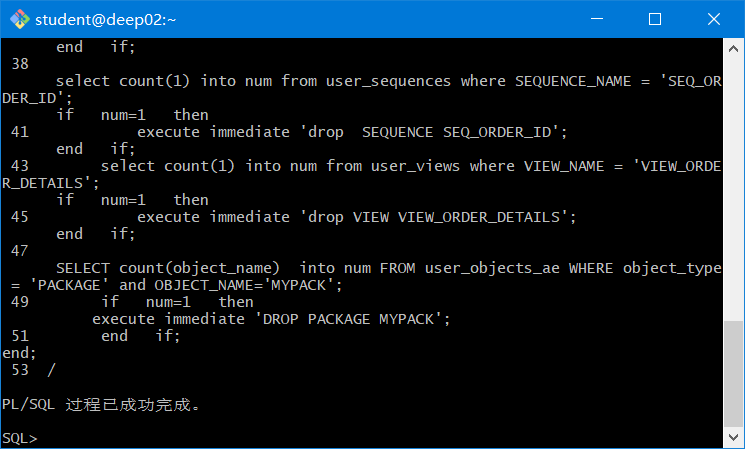 student@deep02:~
      end   if;
 38
      select count(1) into num from user_sequences where SEQUENCE_NAME = 'SEQ_OR
DER_ID';
      if   num=1   then
 41            execute immediate 'drop  SEQUENCE SEQ_ORDER_ID';
      end   if;
 43        select count(1) into num from user_views where VIEW_NAME = 'VIEW_ORDE
R_DETAILS';
      if   num=1   then
 45            execute immediate 'drop VIEW VIEW_ORDER_DETAILS';
      end   if;
 47
      SELECT count(object_name)  into num FROM user_objects_ae WHERE object_type
 = 'PACKAGE' and OBJECT_NAME='MYPACK';
 49        if   num=1   then
          execute immediate 'DROP PACKAGE MYPACK';
 51        end   if;
end;
 53  /
PL/SQL 过程已成功完成。
SQL>